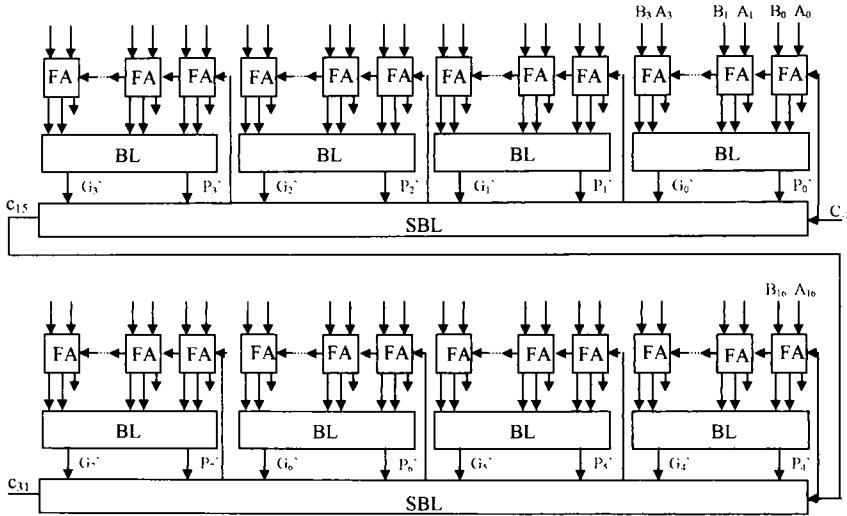 B₃ A₃ B₁ A₁ B₀ A₀
FA FA FA FA FA FA FA FA FA FA FA FA
BL BL BL BL
G₃` P₃` G₂` P₂` G₁` P₁` G₀` P₀`
c₁₅
SBL
B₁₆ A₁₆
FA FA FA FA FA FA FA FA FA FA FA FA
BL BL BL BL
G₇` P₇` G₆` P₆` G₅` P₅` G₄` P₄`
c₃₁
SBL